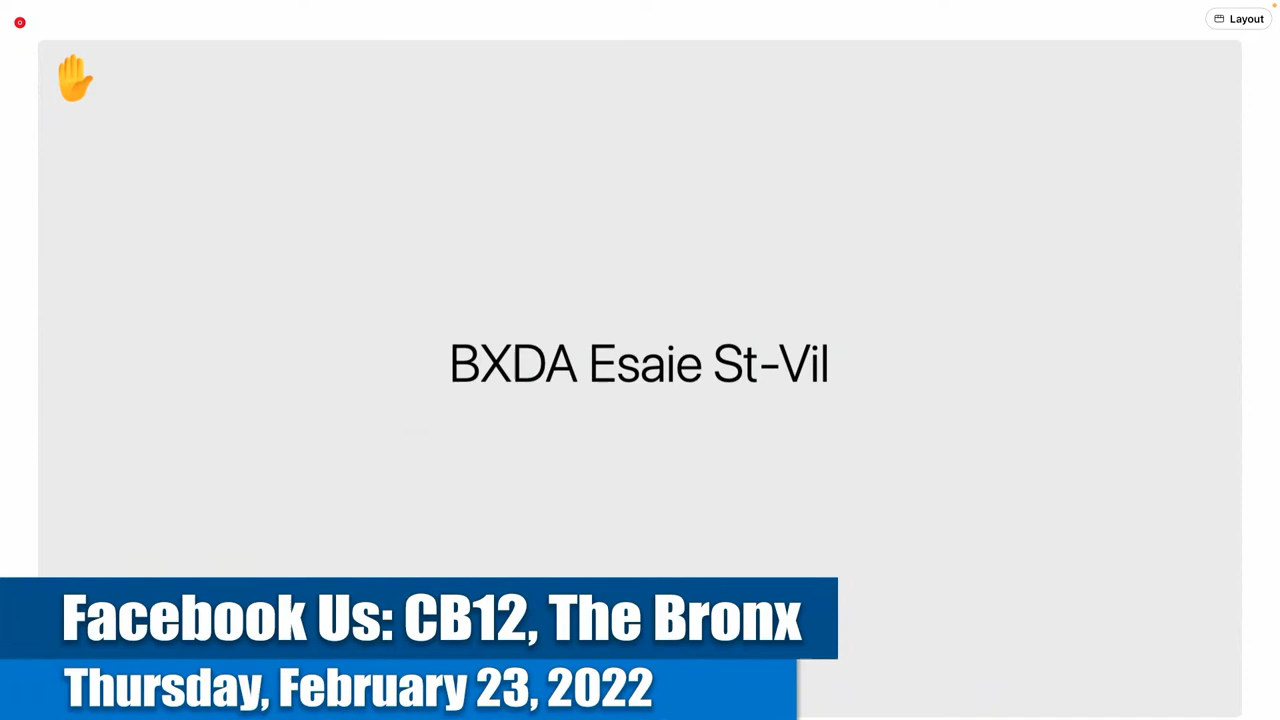 Layout
BXDA Esaie St-Vil
Facebook Us: CB12, The Bronx
Thursday, February 23, 2022